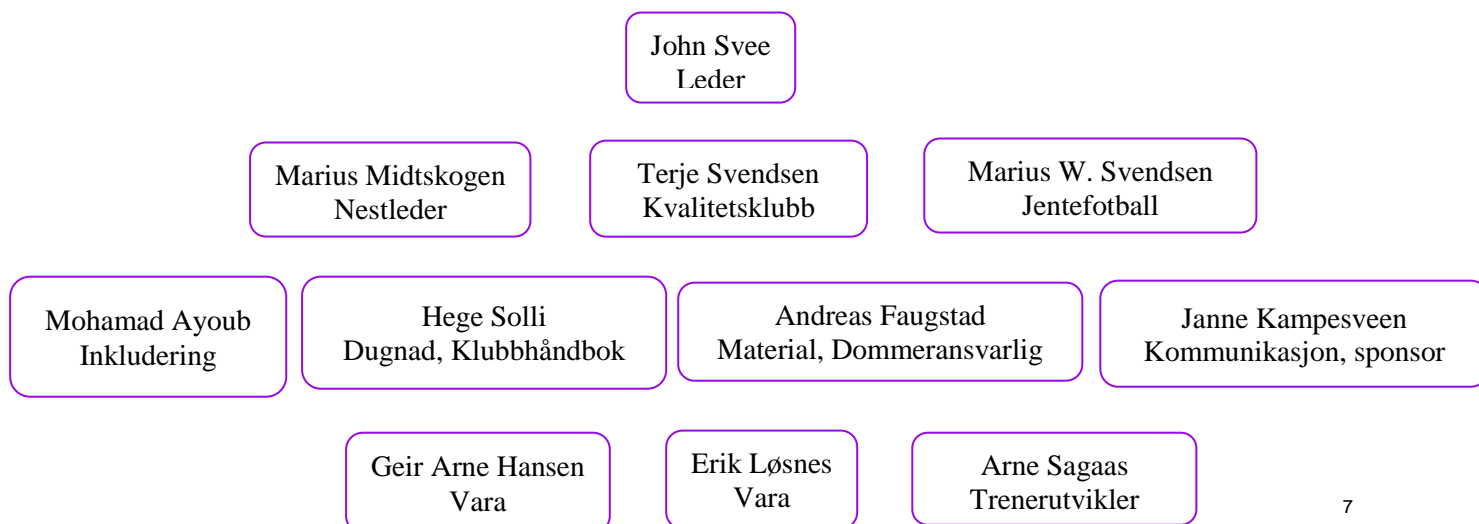 John Svee
Leder
Marius Midtskogen
Nestleder
Terje Svendsen
Kvalitetsklubb
Marius W. Svendsen
Jentefotball
Mohamad Ayoub
Inkludering
Hege Solli
Dugnad, Klubbhåndbok
Andreas Faugstad
Material, Dommeransvarlig
Janne Kampesveen
Kommunikasjon, sponsor
Geir Arne Hansen
Vara
Erik Løsnes
Vara
Arne Sagaas
Trenerutvikler
7